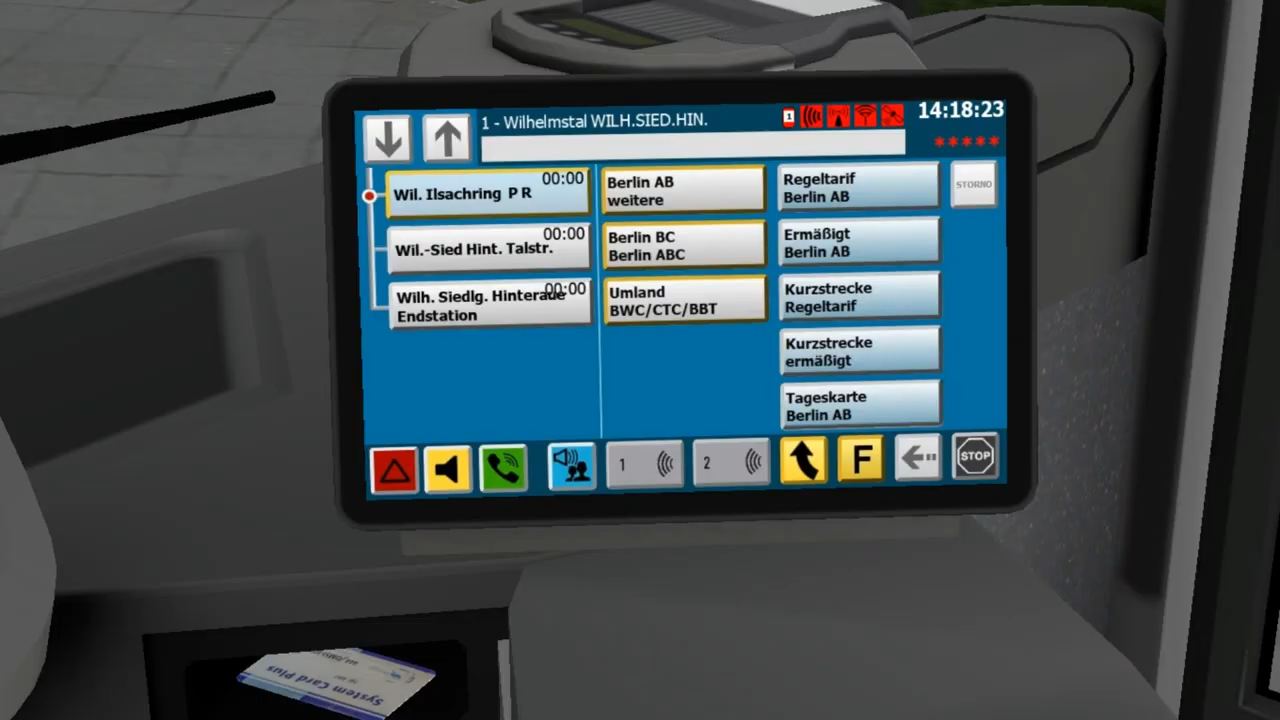 1 - Wilhelmstal WILH.SIED.HIN.
1
14:18:23
*****
Wil. Ilsachring P R
00:00
Wil.-Sied Hint. Talstr.
00:00
Wilh. Siedlg. Hinteraue
00:00
Endstation
Berlin AB
weitere
Berlin BC
Berlin ABC
Umland
BWC/CTC/BBT
Regeltarif
Berlin AB
Ermäßigt
Berlin AB
Kurzstrecke
Regeltarif
Kurzstrecke
ermäßigt
Tageskarte
Berlin AB
STORNO
1
2
F
STOP
System Card Plus